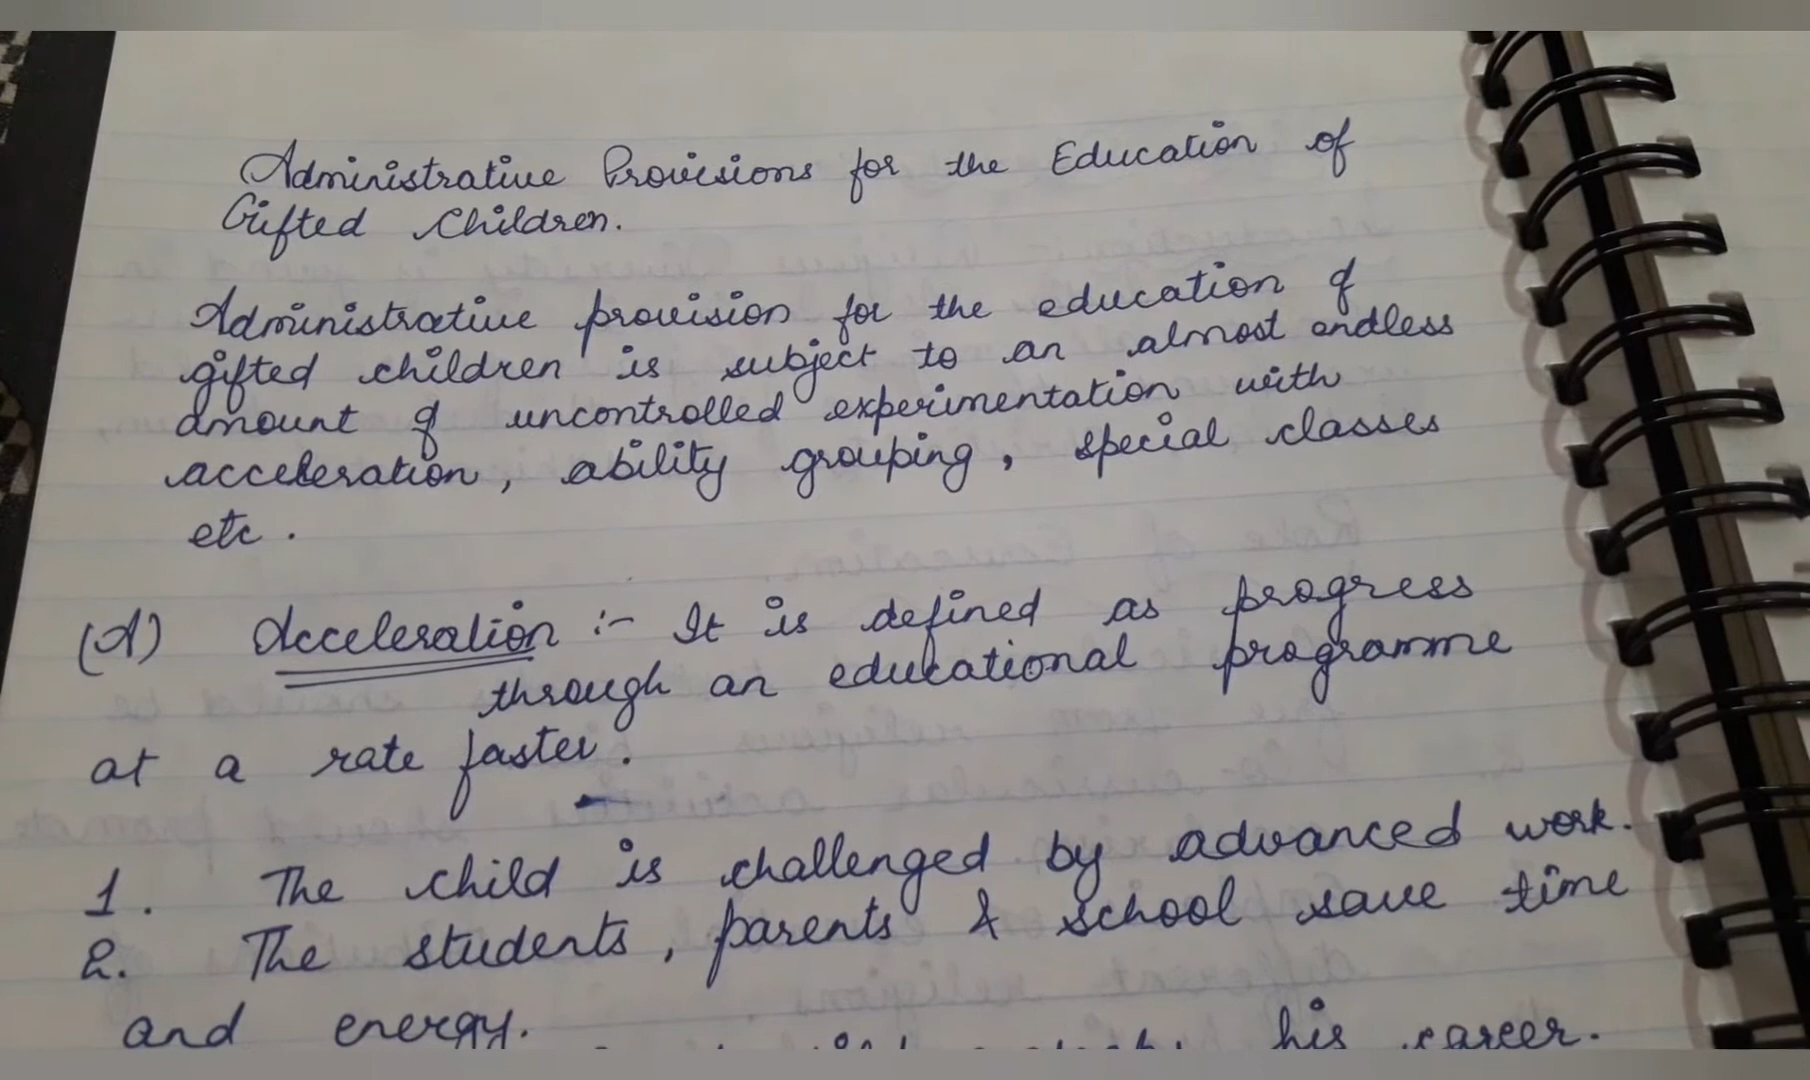 Administrative Provisions for the Education of
Gifted Children.
Administrative provision for the education of
gifted children is subject to an almost endless
amount of uncontrolled experimentation with
acceleration, ability grouping, special classes
etc.
(A) Acceleration :- It is defined as progress
through an educational programme
at a rate faster.
1. The child is challenged by advanced work.
2. The students, parents & school save time
and energy.
his career.